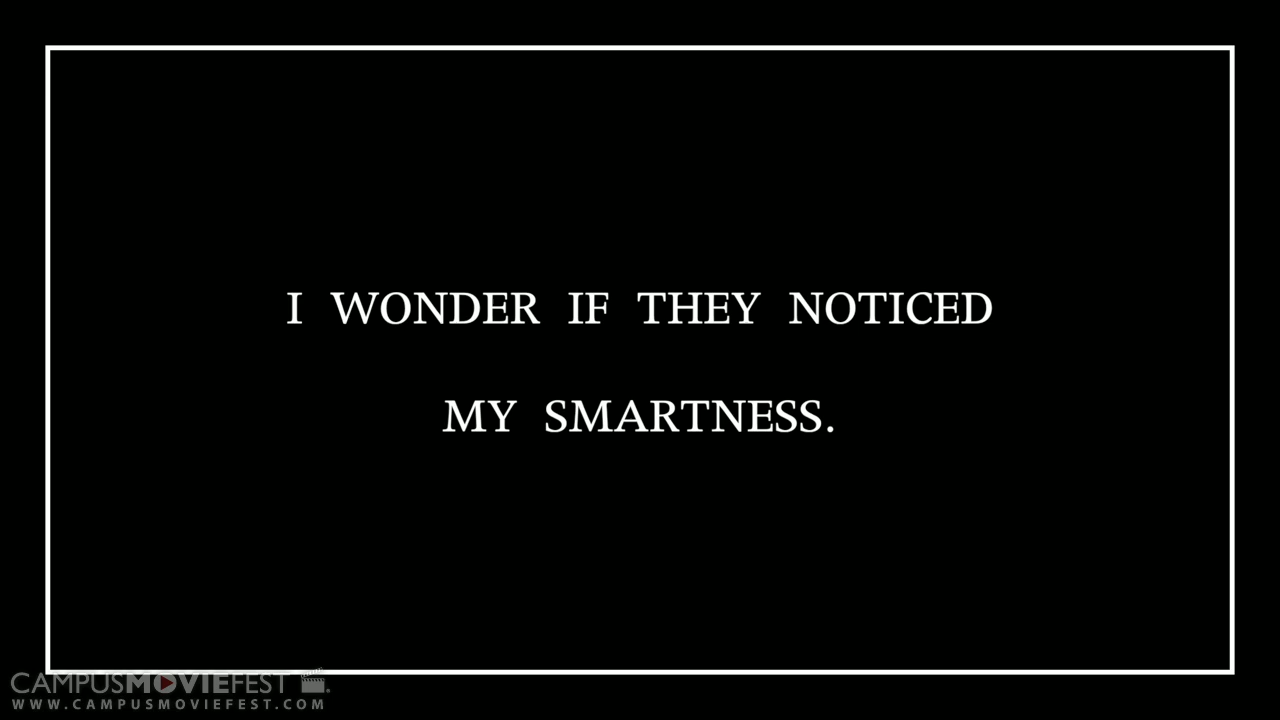 I WONDER IF THEY NOTICED
MY SMARTNESS.
CAMPUSMOVIEFEST
WWW.CAMPUSMOVIEFEST.COM